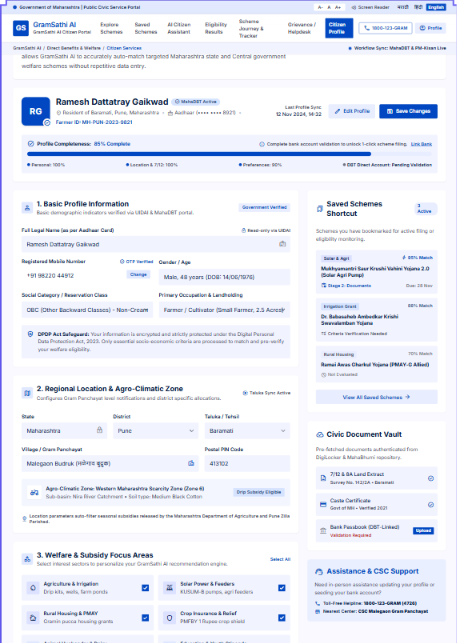 Government of Maharashtra | Public Civic Service Portal
A- A A+ Screen Reader मराठी हिंदी English
GS GramSathi AI
Explore Schemes
Saved Schemes
AI Citizen Assistant
Eligibility Results
Scheme Journey & Tracker
Grievance / Helpdesk
Citizen Profile
1800-123-GRAM
Profile
GramSathi AI / Direct Benefits & Welfare / Citizen Services
Workflow Sync: MahaDBT & PM-Kisan Live
allows GramSathi AI to accurately auto-match targeted Maharashtra state and Central government
welfare schemes without repetitive data entry.
RG
Ramesh Dattatray Gaikwad
MahaDBT Active
Resident of Baramati, Pune, Maharashtra • Aadhaar (•••• •••• 8921) •
Farmer ID: MH-PUN-2023-9821
Last Profile Sync
12 Nov 2024, 14:32
Edit Profile
Save Changes
Profile Completeness: 85% Complete
Complete bank account validation to unlock 1-click scheme filing. Link Bank
Personal: 100%
Location & 7/12: 100%
Preferences: 90%
DBT Direct Account: Pending Validation
1. Basic Profile Information
Basic demographic indicators verified via UIDAI & MahaDBT portal.
Government Verified
Full Legal Name (as per Aadhaar Card)
Read-only via UIDAI
Ramesh Dattatray Gaikwad
Registered Mobile Number
OTP Verified
+91 98220 44912
Change
Gender / Age
Male, 48 years (DOB: 14/06/1976)
Social Category / Reservation Class
OBC (Other Backward Classes) - Non-Cream
Primary Occupation & Landholding
Farmer / Cultivator (Small Farmer, 2.5 Acres)
DPDP Act Safeguard: Your information is encrypted and strictly protected under the Digital Personal
Data Protection Act, 2023. Only essential socio-economic criteria are processed to match and pre-verify
your welfare eligibility.
2. Regional Location & Agro-Climatic Zone
Configures Gram Panchayat level notifications and district specific allocations.
Taluka Sync Active
State
Maharashtra
District
Pune
Taluka / Tehsil
Baramati
Village / Gram Panchayat
Malegaon Budruk (माळेगाव बुद्रुक)
Postal PIN Code
413102
Agro-Climatic Zone: Western Maharashtra Scarcity Zone (Zone 6)
Sub-basin: Nira River Catchment • Soil type: Medium Black Cotton
Drip Subsidy Eligible
Location parameters auto-filter seasonal subsidies released by the Maharashtra Department of Agriculture and Pune Zilla
Parishad.
3. Welfare & Subsidy Focus Areas
Select interest sectors to personalize your GramSathi AI recommendation engine.
Select All
Agriculture & Irrigation
Drip kits, wells, farm ponds
Solar Power & Feeders
KUSUM-B pumps, agri feeders
Rural Housing & PMAY
Gramin pucca housing grants
Crop Insurance & Relief
PMFBY 1-Rupee crop shield
Saved Schemes Shortcut
3 Active
Schemes you have bookmarked for active filing or
eligibility monitoring.
Solar & Agri
95% Match
Mukhyamantri Saur Krushi Vahini Yojana 2.0
(Solar Agri Pump)
Stage 2: Documents
Irrigation Grant
88% Match
Dr. Babasaheb Ambedkar Krishi
Swavalamban Yojana
Criteria Verification Needed
Rural Housing
70% Match
Ramai Awas Gharkul Yojana (PMAY-G Allied)
Not Evaluated
View All Saved Schemes
Civic Document Vault
Pre-fetched documents authenticated from
DigiLocker & MahaBhumi repository.
7/12 & 8A Land Extract
Survey No. 142/2A • Baramati
Caste Certificate
Govt of MH • Verified 2021
Bank Passbook (DBT-Linked)
Validation Required
Upload
Assistance & CSC Support
Need in-person assistance updating your profile or
sending your bank account?
Toll-Free Helpline: 1800-123-GRAM (4726)
Nearest Center: CSC Malegaon Gram Panchayat